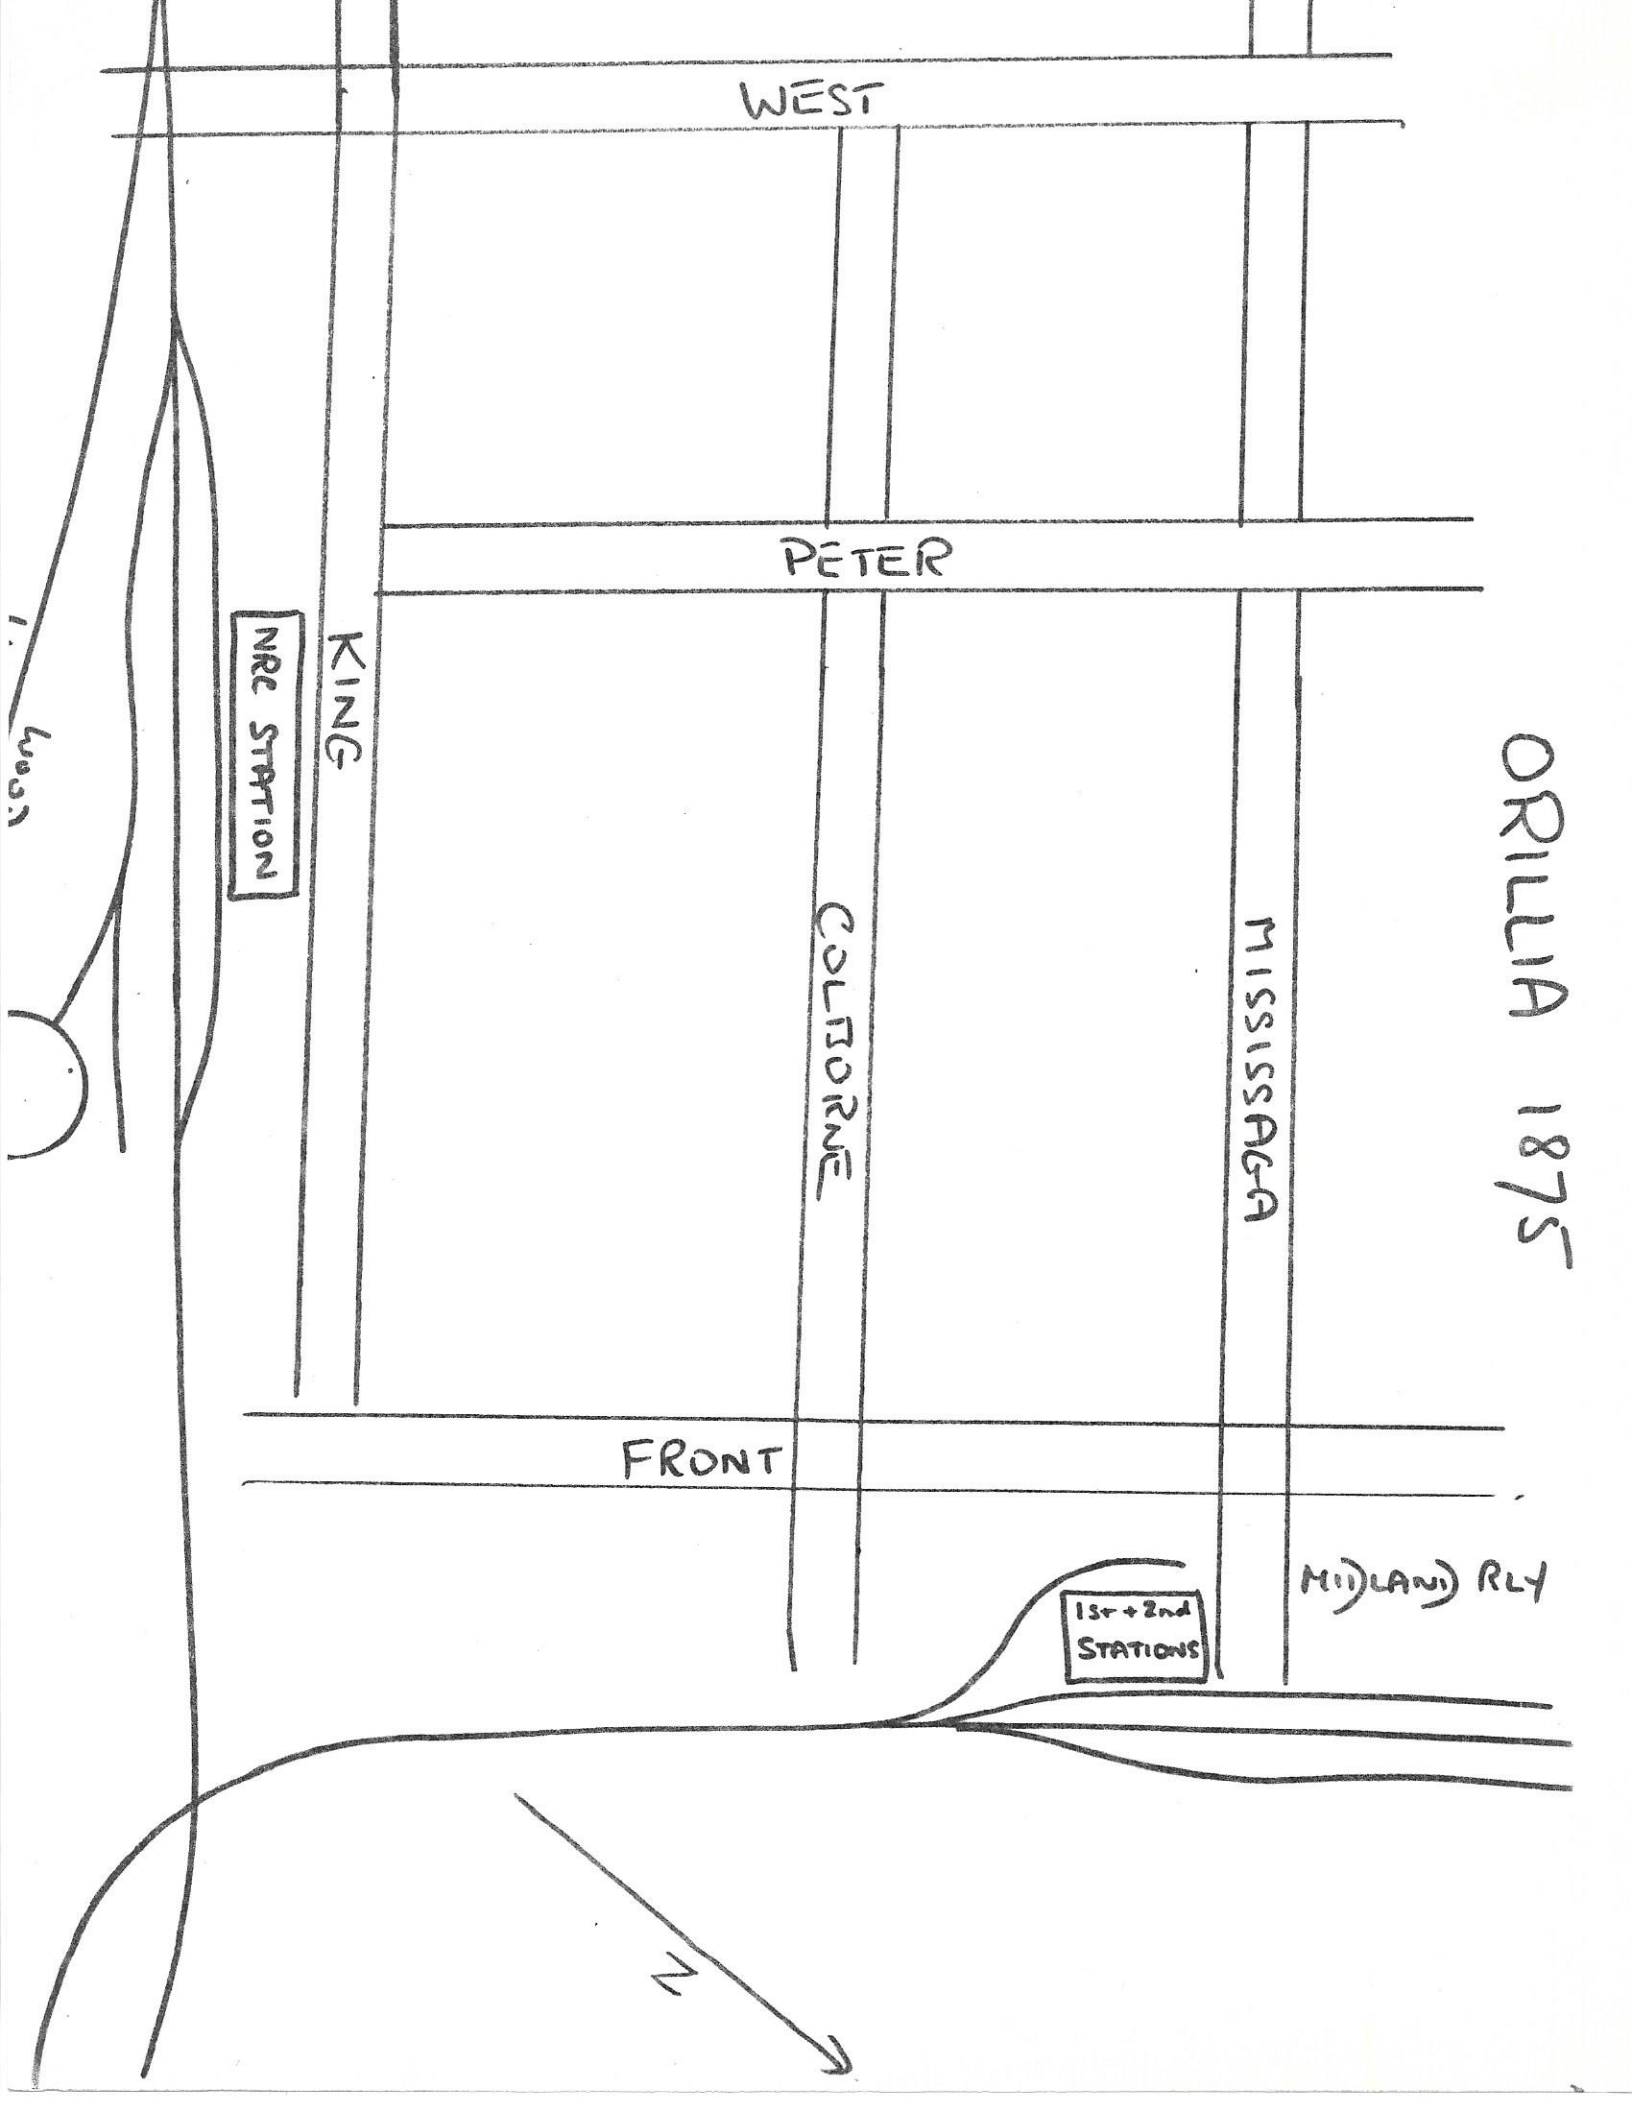 WEST
PETER
KING
NRC STATION
COLBORNE
MISSISSAGA
ORILLIA 1875
FRONT
MIDLAND RLY
1st + 2nd
STATIONS
N